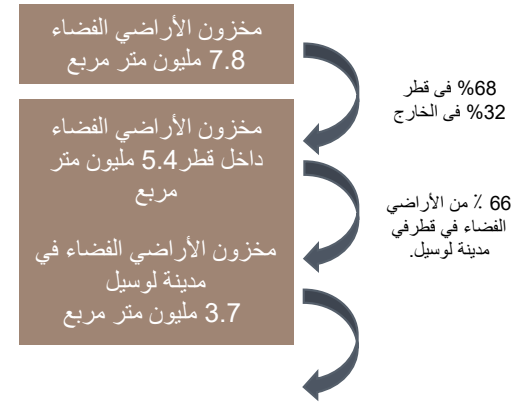 مخزون الأراضي الفضاء
7.8 مليون متر مربع
68% فى قطر
32% فى الخارج
مخزون الأراضي الفضاء
داخل قطر5.4 مليون متر
مربع
66 ٪ من الأراضي
الفضاء في قطرفي
مدينة لوسيل.
مخزون الأراضي الفضاء في
مدينة لوسيل
3.7 مليون متر مربع